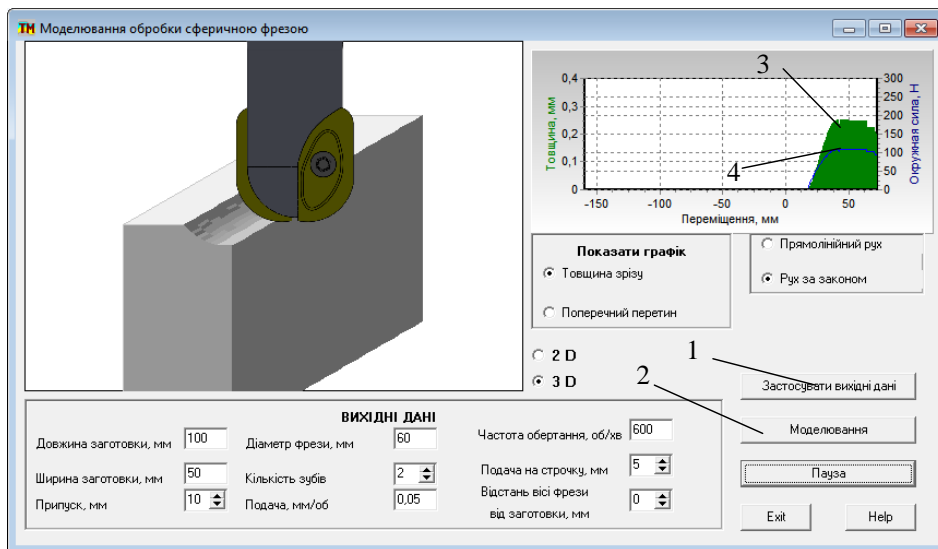 Моделювання обробки сферичною фрезою
0,4
0,3
0,2
0,1
0
Товщина, мм
300
250
200
150
100
50
0
Окружная сила, Н
-150 -100 -50 0 50
Переміщення, мм
3
4
Показати графік
Товщина зрізу
Поперечний перетин
Прямолінійний рух
Рух за законом
2 D
3 D
1
2
Застосувати вихідні дані
Моделювання
Пауза
Exit Help
ВИХІДНІ ДАНІ
Довжина заготовки, мм 100
Ширина заготовки, мм 50
Припуск, мм 10
Діаметр фрези, мм 60
Кількість зубів 2
Подача, мм/об 0,05
Частота обертання, об/хв 600
Подача на строчку, мм 5
Відстань вісі фрези
від заготовки, мм 0